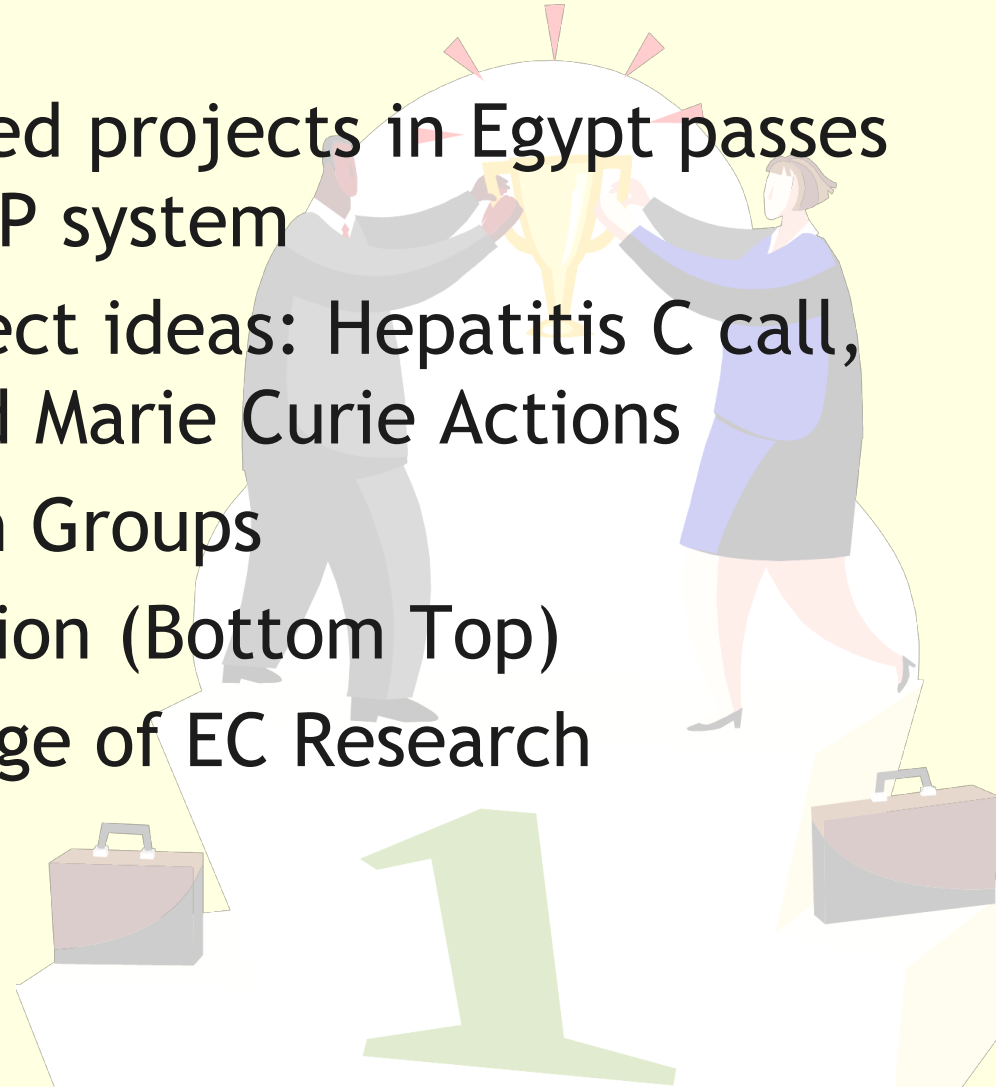 ed projects in Egypt passes
P system
ect ideas: Hepatitis C call,
d Marie Curie Actions
n Groups
ion (Bottom Top)
ge of EC Research
1